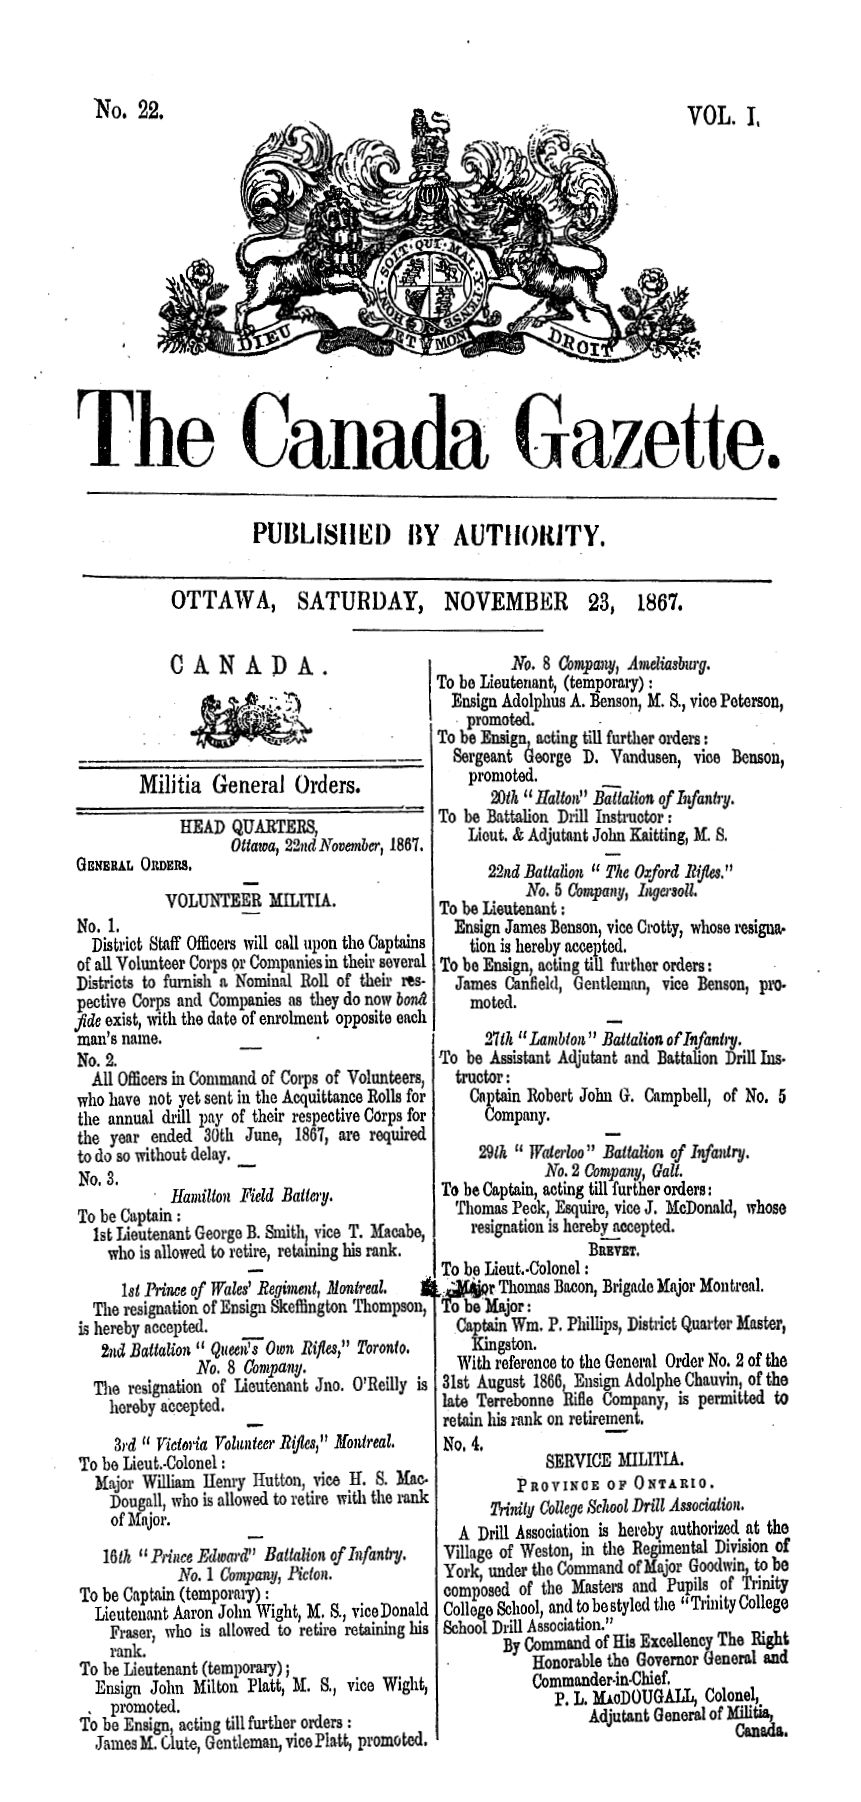 No. 22.
VOL. I.
HONI · SOIT · QUI · MAL · Y · PENSE
DIEU ET MON DROIT
The Canada Gazette.
PUBLISHED BY AUTHORITY.
OTTAWA, SATURDAY, NOVEMBER 23, 1867.
CANADA.
Militia General Orders.
HEAD QUARTERS,
Ottawa, 22nd November, 1867.
GENERAL ORDERS.
VOLUNTEER MILITIA.
No. 1.
District Staff Officers will call upon the Captains
of all Volunteer Corps or Companies in their several
Districts to furnish a Nominal Roll of their res-
pective Corps and Companies as they do now bonâ
fide exist, with the date of enrolment opposite each
man's name.
No. 2.
All Officers in Command of Corps of Volunteers,
who have not yet sent in the Acquittance Rolls for
the annual drill pay of their respective Corps for
the year ended 30th June, 1867, are required
to do so without delay.
No. 3.
Hamilton Field Battery.
To be Captain :
1st Lieutenant George B. Smith, vice T. Macabe,
who is allowed to retire, retaining his rank.
1st Prince of Wales' Regiment, Montreal.
The resignation of Ensign Skeffington Thompson,
is hereby accepted.
2nd Battalion " Queen's Own Rifles," Toronto.
No. 8 Company.
The resignation of Lieutenant Jno. O'Reilly is
hereby accepted.
3rd " Victoria Volunteer Rifles," Montreal.
To be Lieut.-Colonel :
Major William Henry Hutton, vice H. S. Mac-
Dougall, who is allowed to retire with the rank
of Major.
16th " Prince Edward" Battalion of Infantry.
No. 1 Company, Picton.
To be Captain (temporary) :
Lieutenant Aaron John Wight, M. S., vice Donald
Fraser, who is allowed to retire retaining his
rank.
To be Lieutenant (temporary) ;
Ensign John Milton Platt, M. S., vice Wight,
promoted.
To be Ensign, acting till further orders :
James M. Clute, Gentleman, vice Platt, promoted.
No. 8 Company, Ameliasburg.
To be Lieutenant, (temporary) :
Ensign Adolphus A. Benson, M. S., vice Peterson,
promoted.
To be Ensign, acting till further orders :
Sergeant George D. Vandusen, vice Benson,
promoted.
20th " Halton" Battalion of Infantry.
To be Battalion Drill Instructor :
Lieut. & Adjutant John Kaitting, M. S.
22nd Battalion " The Oxford Rifles."
No. 5 Company, Ingersoll.
To be Lieutenant :
Ensign James Benson, vice Crotty, whose resigna-
tion is hereby accepted.
To be Ensign, acting till further orders :
James Canfield, Gentleman, vice Benson, pro-
moted.
27th " Lambton" Battalion of Infantry.
To be Assistant Adjutant and Battalion Drill Ins-
tructor :
Captain Robert John G. Campbell, of No. 5
Company.
29th " Waterloo" Battalion of Infantry.
No. 2 Company, Galt.
To be Captain, acting till further orders :
Thomas Peck, Esquire, vice J. McDonald, whose
resignation is hereby accepted.
BREVET.
To be Lieut.-Colonel :
Major Thomas Bacon, Brigade Major Montreal.
To be Major :
Captain Wm. P. Phillips, District Quarter Master,
Kingston.
With reference to the General Order No. 2 of the
31st August 1866, Ensign Adolphe Chauvin, of the
late Terrebonne Rifle Company, is permitted to
retain his rank on retirement.
No. 4.
SERVICE MILITIA.
PROVINCE OF ONTARIO.
Trinity College School Drill Association.
A Drill Association is hereby authorized at the
Village of Weston, in the Regimental Division of
York, under the Command of Major Goodwin, to be
composed of the Masters and Pupils of Trinity
College School, and to be styled the "Trinity College
School Drill Association."
By Command of His Excellency The Right
Honorable the Governor General and
Commander-in-Chief.
P. L. MACDOUGALL, Colonel,
Adjutant General of Militia,
Canada.